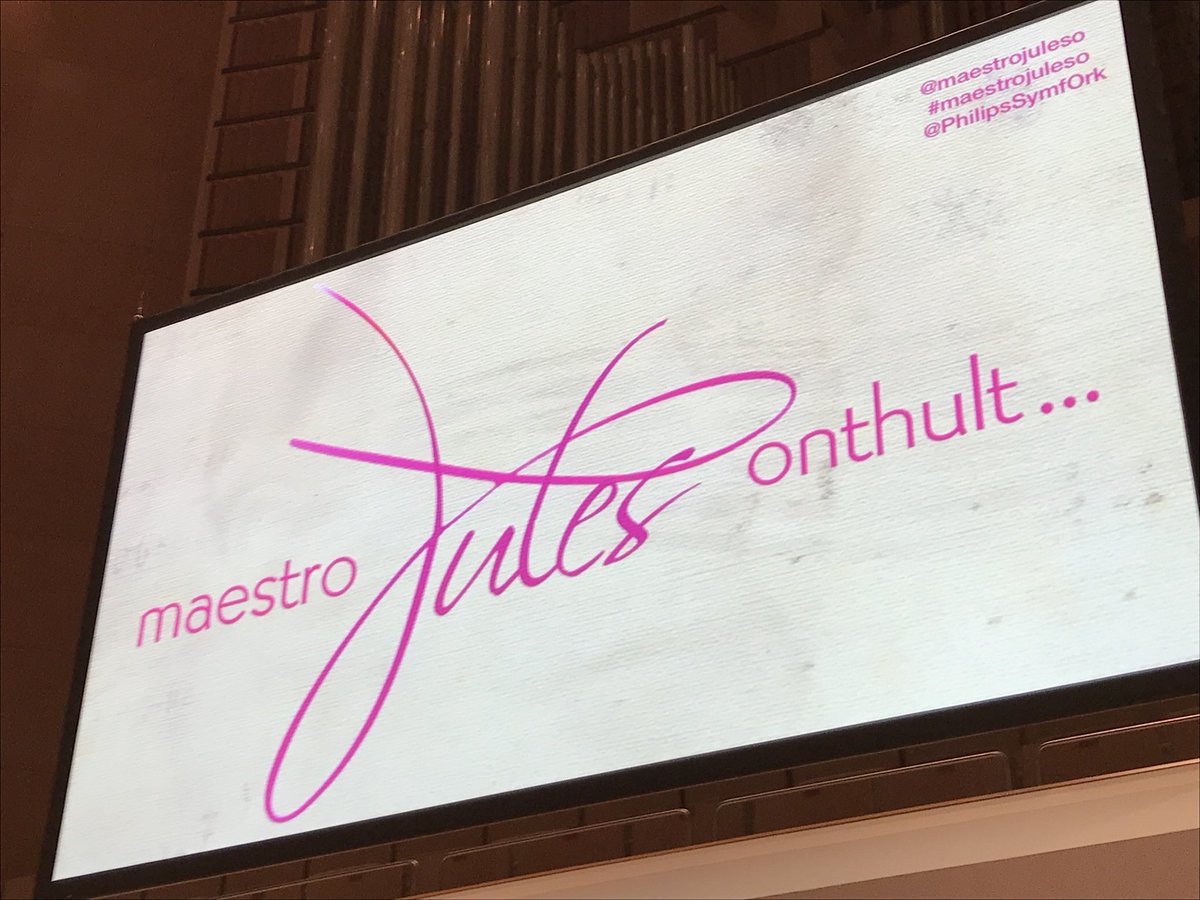 @maestrojuleso
#maestrojuleso
@PhilipsSymfOrk
maestro Jules onthult...